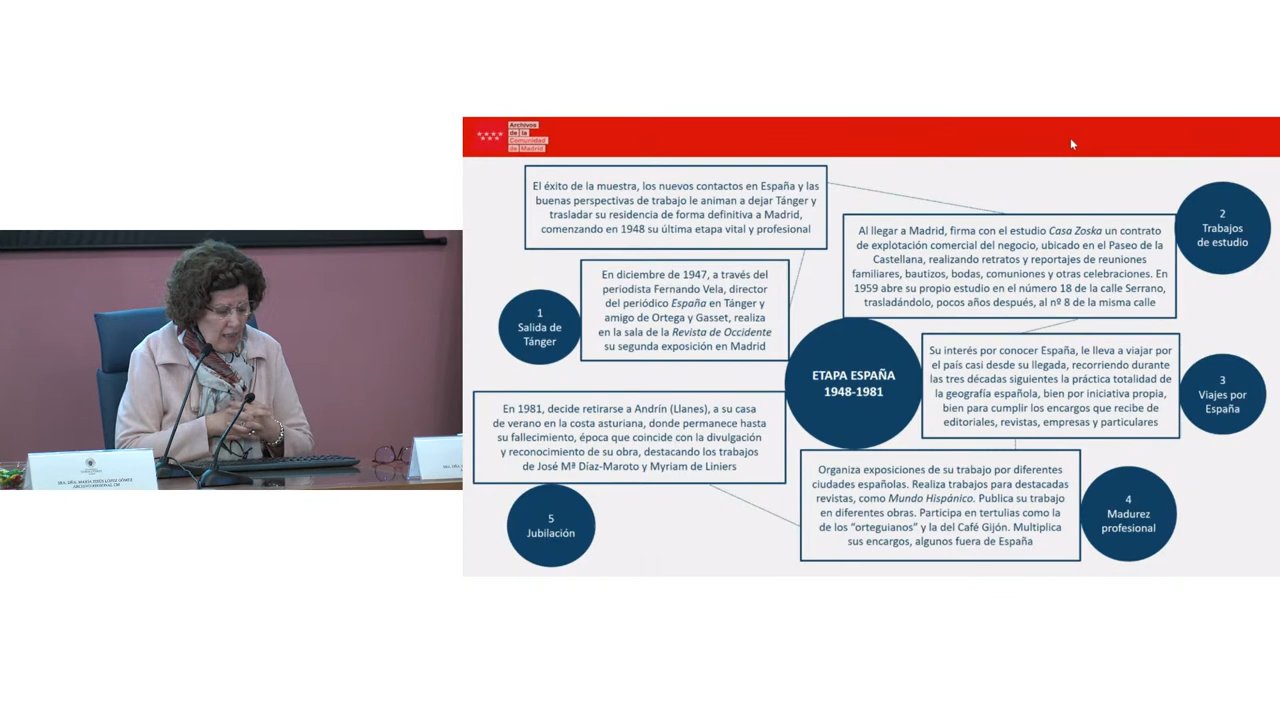 Archivos
de la
Comunidad
de Madrid
El éxito de la muestra, los nuevos contactos en España y las
buenas perspectivas de trabajo le animan a dejar Tánger y
trasladar su residencia de forma definitiva a Madrid,
comenzando en 1948 su última etapa vital y profesional
2
Trabajos
de estudio
Al llegar a Madrid, firma con el estudio Casa Zoska un contrato
de explotación comercial del negocio, ubicado en el Paseo de la
Castellana, realizando retratos y reportajes de reuniones
familiares, bautizos, bodas, comuniones y otras celebraciones. En
1959 abre su propio estudio en el número 18 de la calle Serrano,
trasladándolo, pocos años después, al nº 8 de la misma calle
1
Salida de
Tánger
En diciembre de 1947, a través del
periodista Fernando Vela, director
del periódico España en Tánger y
amigo de Ortega y Gasset, realiza
en la sala de la Revista de Occidente
su segunda exposición en Madrid
ETAPA ESPAÑA
1948-1981
Su interés por conocer España, le lleva a viajar por
el país casi desde su llegada, recorriendo durante
las tres décadas siguientes la práctica totalidad de
la geografía española, bien por iniciativa propia,
bien para cumplir los encargos que recibe de
editoriales, revistas, empresas y particulares
3
Viajes por
España
En 1981, decide retirarse a Andrín (Llanes), a su casa
de verano en la costa asturiana, donde permanece hasta
su fallecimiento, época que coincide con la divulgación
y reconocimiento de su obra, destacando los trabajos
de José Mª Díaz-Maroto y Myriam de Liniers
Organiza exposiciones de su trabajo por diferentes
ciudades españolas. Realiza trabajos para destacadas
revistas, como Mundo Hispánico. Publica su trabajo
en diferentes obras. Participa en tertulias como la
de los "orteguianos" y la del Café Gijón. Multiplica
sus encargos, algunos fuera de España
4
Madurez
profesional
5
Jubilación